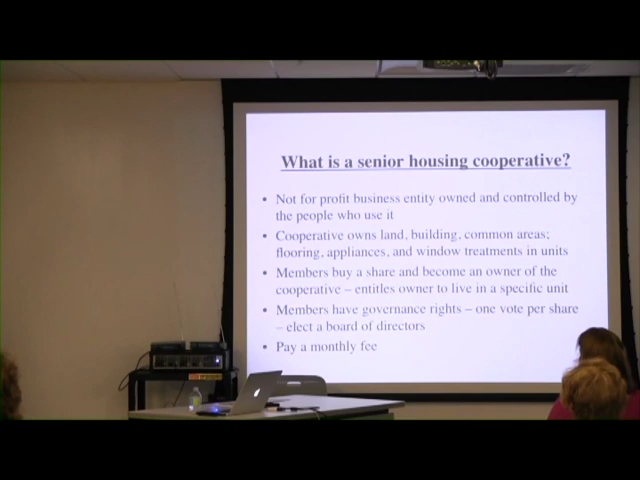 What is a senior housing cooperative?
• Not for profit business entity owned and controlled by
the people who use it
• Cooperative owns land, building, common areas;
flooring, appliances, and window treatments in units
• Members buy a share and become an owner of the
cooperative – entitles owner to live in a specific unit
• Members have governance rights – one vote per share
– elect a board of directors
• Pay a monthly fee